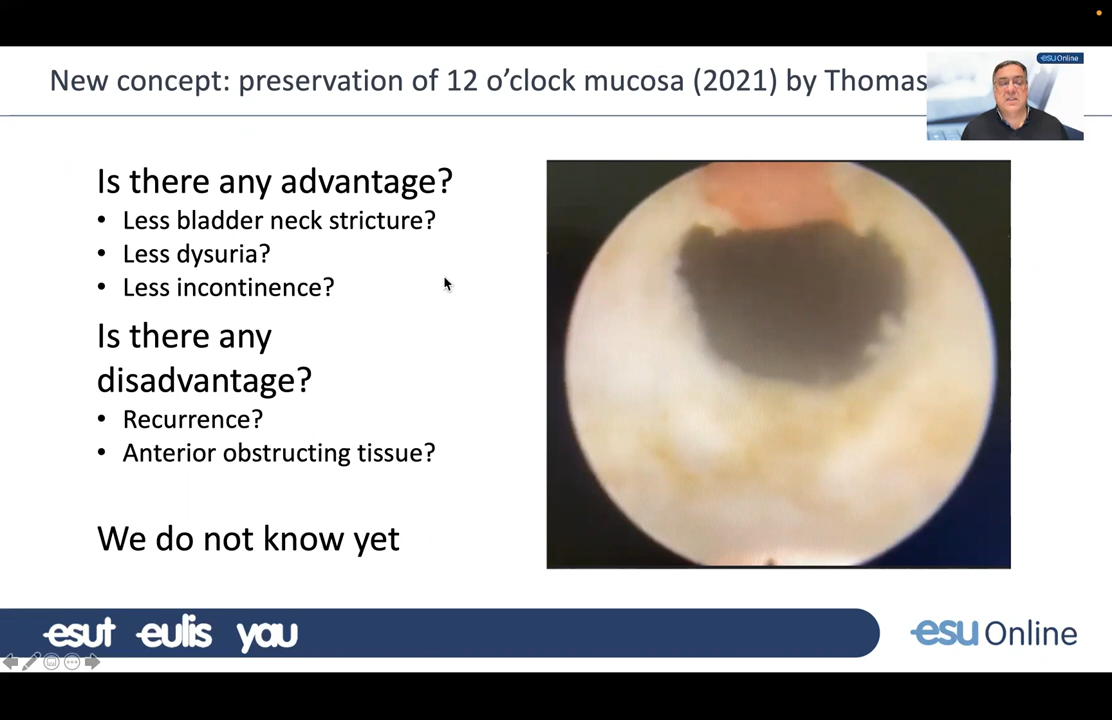 New concept: preservation of 12 o’clock mucosa (2021) by Thomas
esu Online
Is there any advantage?
• Less bladder neck stricture?
• Less dysuria?
• Less incontinence?
Is there any
disadvantage?
• Recurrence?
• Anterior obstructing tissue?
We do not know yet
esut eulis yau
esu Online